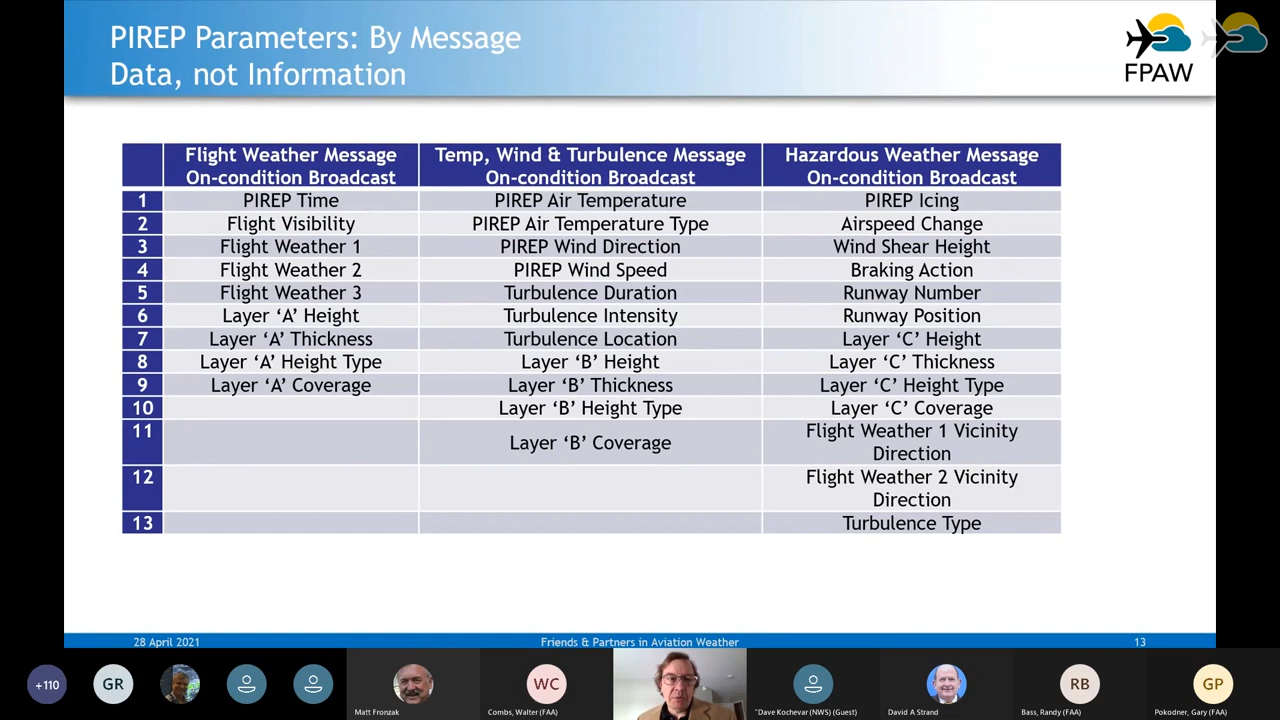 PIREP Parameters: By Message
Data, not Information
FPAW
Flight Weather Message On-condition Broadcast
Temp, Wind & Turbulence Message On-condition Broadcast
Hazardous Weather Message On-condition Broadcast
1 PIREP Time PIREP Air Temperature PIREP Icing
2 Flight Visibility PIREP Air Temperature Type Airspeed Change
3 Flight Weather 1 PIREP Wind Direction Wind Shear Height
4 Flight Weather 2 PIREP Wind Speed Braking Action
5 Flight Weather 3 Turbulence Duration Runway Number
6 Layer ‘A’ Height Turbulence Intensity Runway Position
7 Layer ‘A’ Thickness Turbulence Location Layer ‘C’ Height
8 Layer ‘A’ Height Type Layer ‘B’ Height Layer ‘C’ Thickness
9 Layer ‘A’ Coverage Layer ‘B’ Thickness Layer ‘C’ Height Type
10 Layer ‘B’ Height Type Layer ‘C’ Coverage
11 Layer ‘B’ Coverage Flight Weather 1 Vicinity Direction
12 Flight Weather 2 Vicinity Direction
13 Turbulence Type
28 April 2021 Friends & Partners in Aviation Weather 13
+110 GR WC RB GP
Matt Fronzak Combs, Walter (FAA) "Dave Kochevar (NWS) (Guest) David A Strand Bass, Randy (FAA) Pokodner, Gary (FAA)